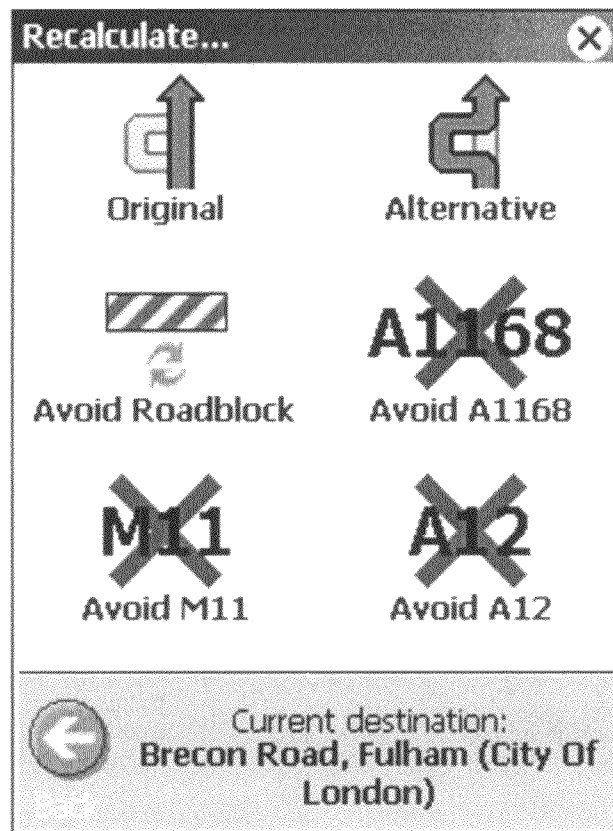 Recalculate...
Original
Alternative
A1168
Avoid Roadblock
Avoid A1168
M11
A12
Avoid M11
Avoid A12
Current destination:
Brecon Road, Fulham (City Of
London)
Back